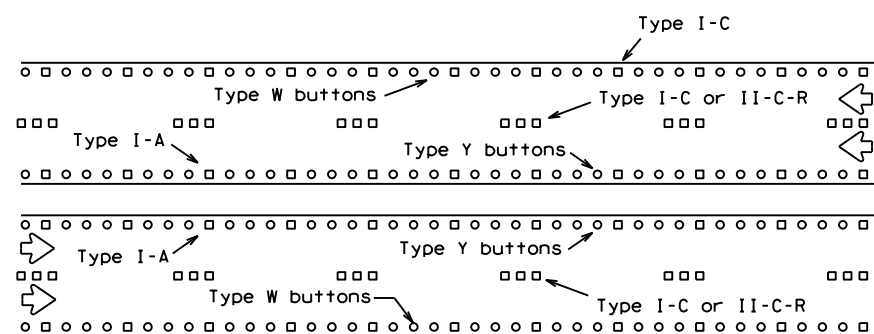 Type I-C
Type W buttons
Type I-C or II-C-R
Type I-A
Type Y buttons
Type I-A
Type Y buttons
Type W buttons
Type I-C or II-C-R